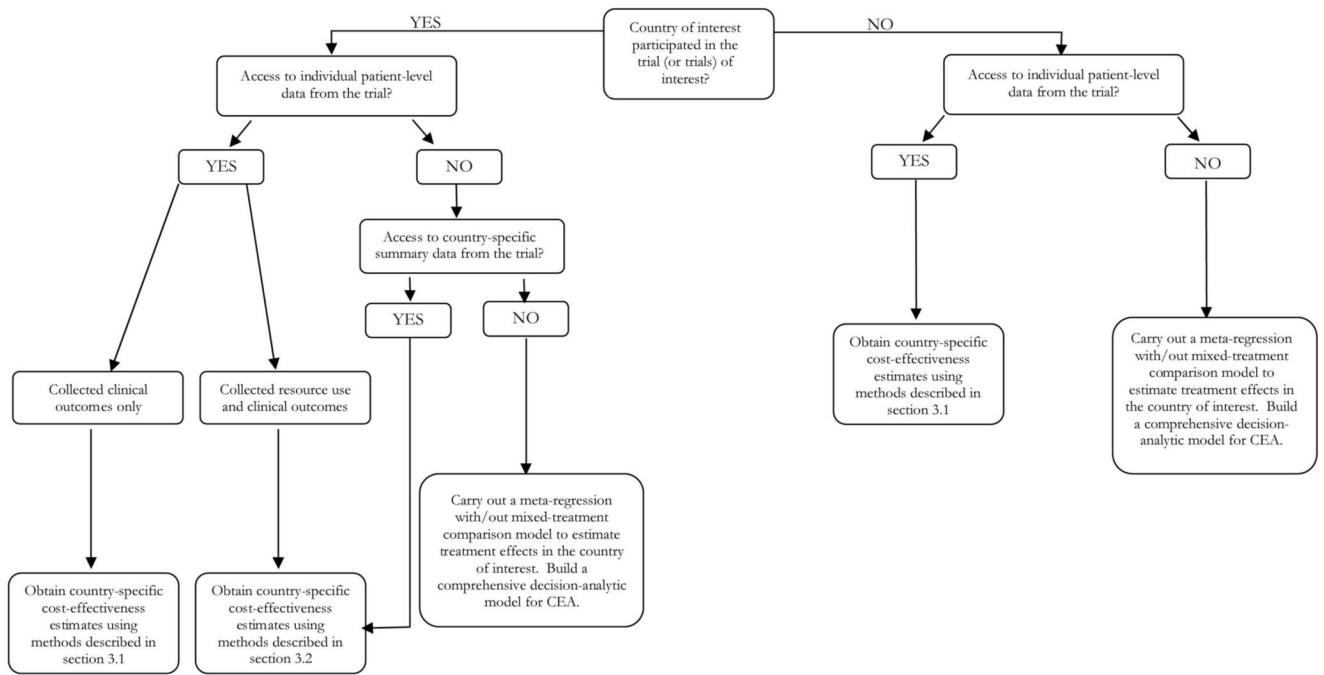 YES
Country of interest
participated in the
trial (or trials) of
interest?
NO
Access to individual patient-level
data from the trial?
Access to individual patient-level
data from the trial?
YES
NO
YES
NO
Access to country-specific
summary data from the trial?
YES
NO
Collected clinical
outcomes only
Collected resource use
and clinical outcomes
Obtain country-specific
cost-effectiveness
estimates using
methods described in
section 3.1
Carry out a meta-regression
with/out mixed-treatment
comparison model to
estimate treatment effects in
the country of interest.  Build
a comprehensive decision-
analytic model for CEA.
Obtain country-specific
cost-effectiveness
estimates using
methods described in
section 3.1
Obtain country-specific
cost-effectiveness
estimates using
methods described in
section 3.2
Carry out a meta-regression
with/out mixed-treatment
comparison model to estimate
treatment effects in the country
of interest.  Build a
comprehensive decision-analytic
model for CEA.